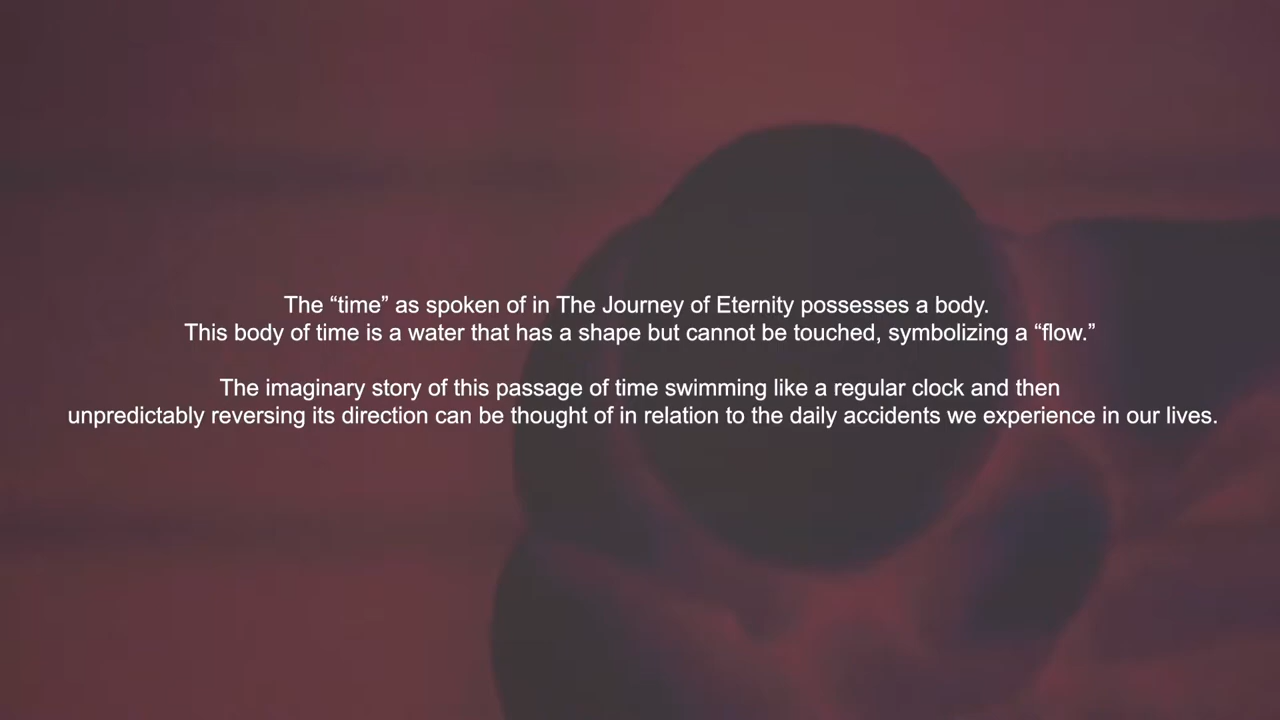 The “time” as spoken of in The Journey of Eternity possesses a body.
This body of time is a water that has a shape but cannot be touched, symbolizing a “flow.”
The imaginary story of this passage of time swimming like a regular clock and then
unpredictably reversing its direction can be thought of in relation to the daily accidents we experience in our lives.